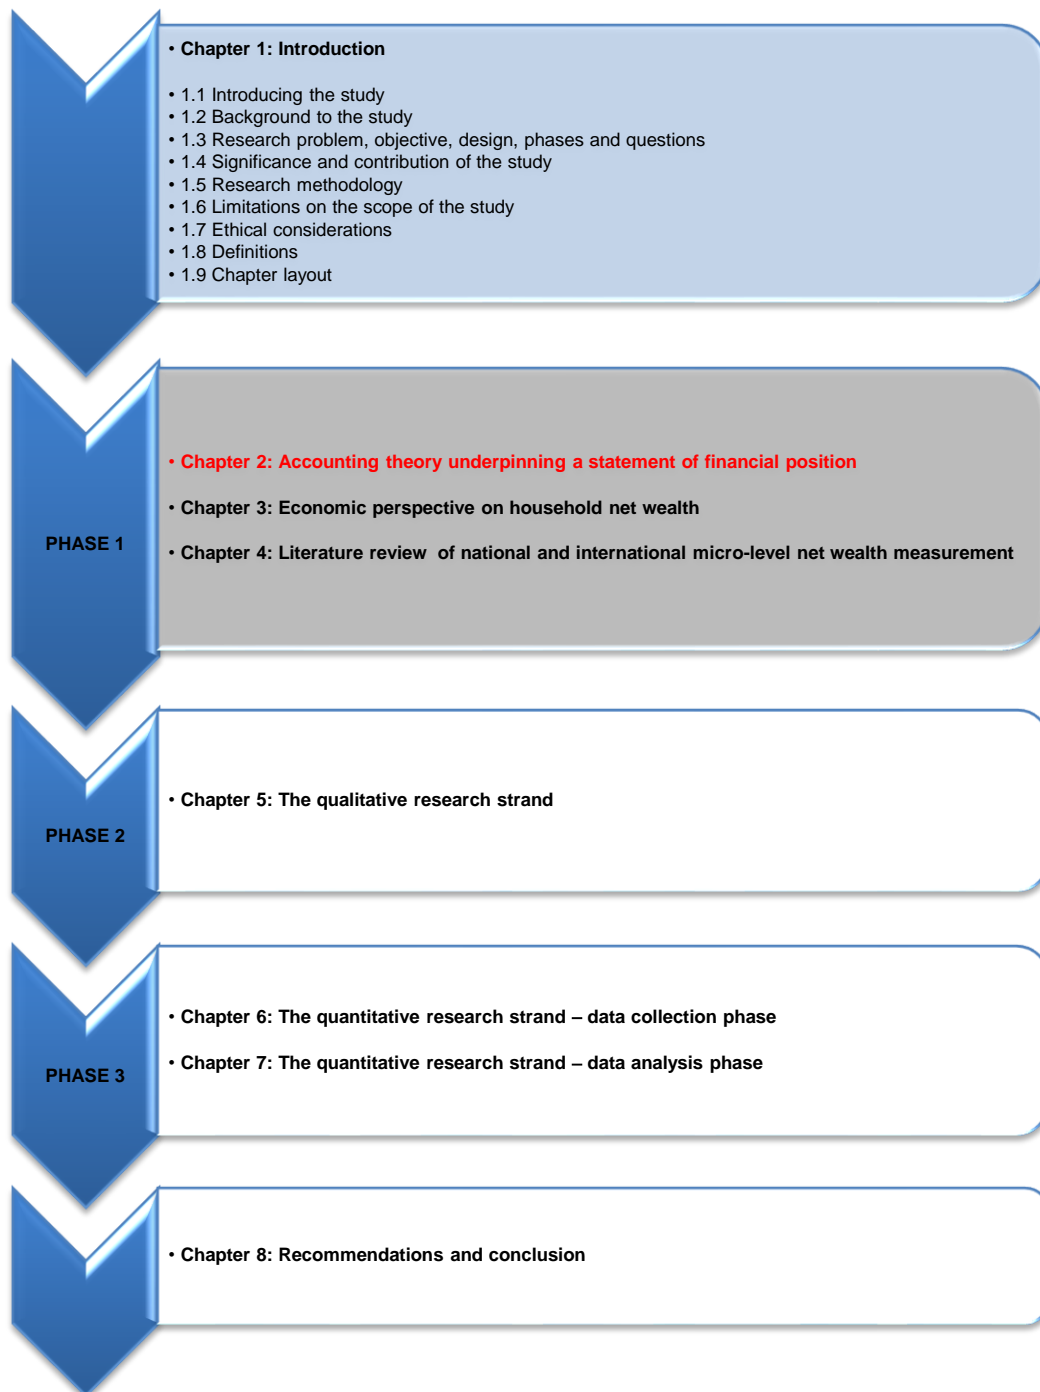 • Chapter 1: Introduction
• 1.1 Introducing the study
• 1.2 Background to the study
• 1.3 Research problem, objective, design, phases and questions
• 1.4 Significance and contribution of the study
• 1.5 Research methodology
• 1.6 Limitations on the scope of the study
• 1.7 Ethical considerations
• 1.8 Definitions
• 1.9 Chapter layout
PHASE 1
• Chapter 2: Accounting theory underpinning a statement of financial position
• Chapter 3: Economic perspective on household net wealth
• Chapter 4: Literature review of national and international micro-level net wealth measurement
PHASE 2
• Chapter 5: The qualitative research strand
PHASE 3
• Chapter 6: The quantitative research strand – data collection phase
• Chapter 7: The quantitative research strand – data analysis phase
• Chapter 8: Recommendations and conclusion